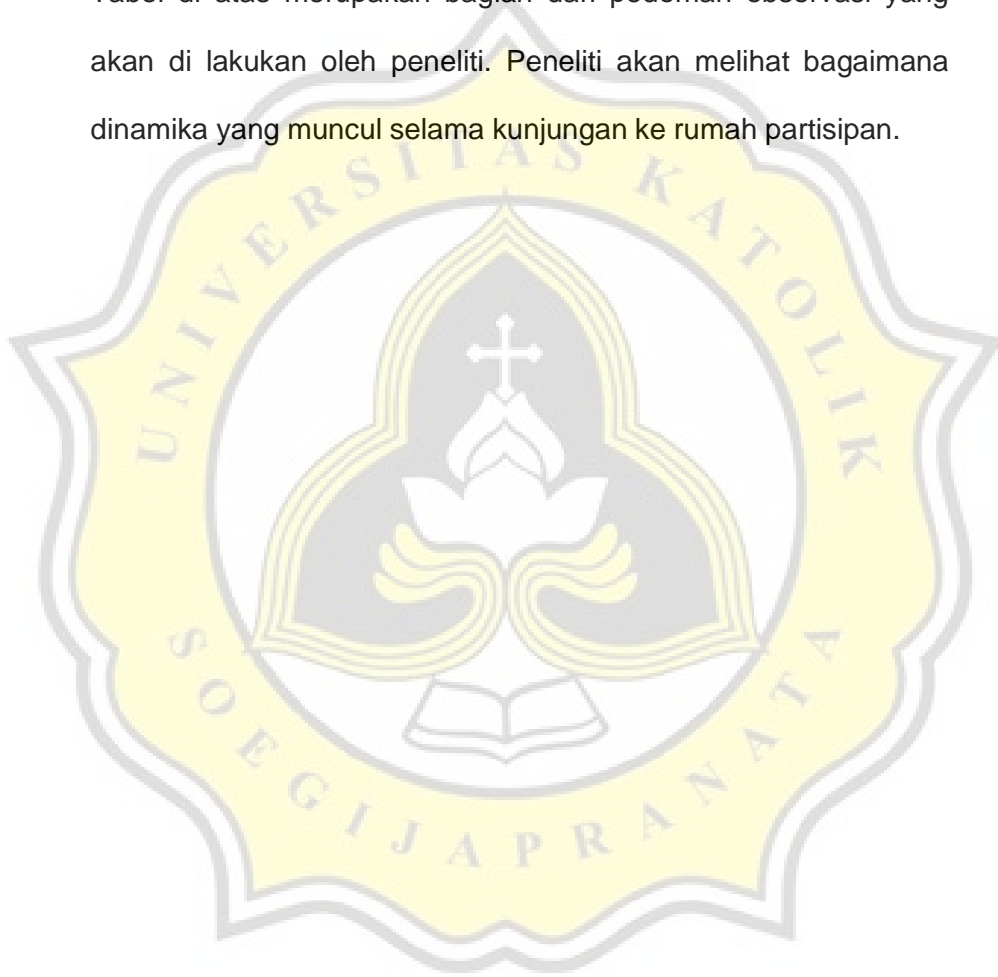 Tabel di atas merupakan bagian dari pedoman observasi yang
akan di lakukan oleh peneliti. Peneliti akan melihat bagaimana
dinamika yang muncul selama kunjungan ke rumah partisipan.
UNIVERSITAS KATOLIK
SOEGIJAPRANATA